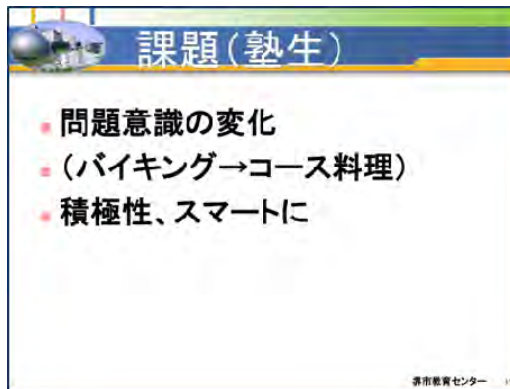 課題(塾生)
問題意識の変化
(バイキング→コース料理)
積極性、スマートに
堺市教育センター